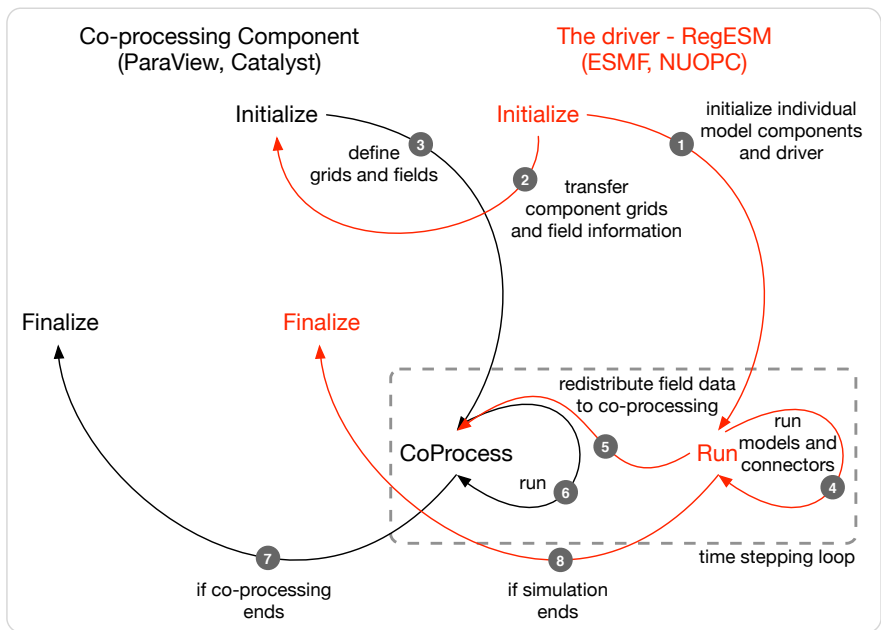 Co-processing Component
(ParaView, Catalyst)
The driver - RegESM
(ESMF, NUOPC)
Initialize
Initialize
initialize individual
model components
and driver
1
3
define
grids and fields
2
transfer
component grids
and field information
Finalize
Finalize
redistribute field data
to co-processing
CoProcess
5
Run
run
models and
connectors
run
6
4
time stepping loop
7
8
if co-processing
ends
if simulation
ends